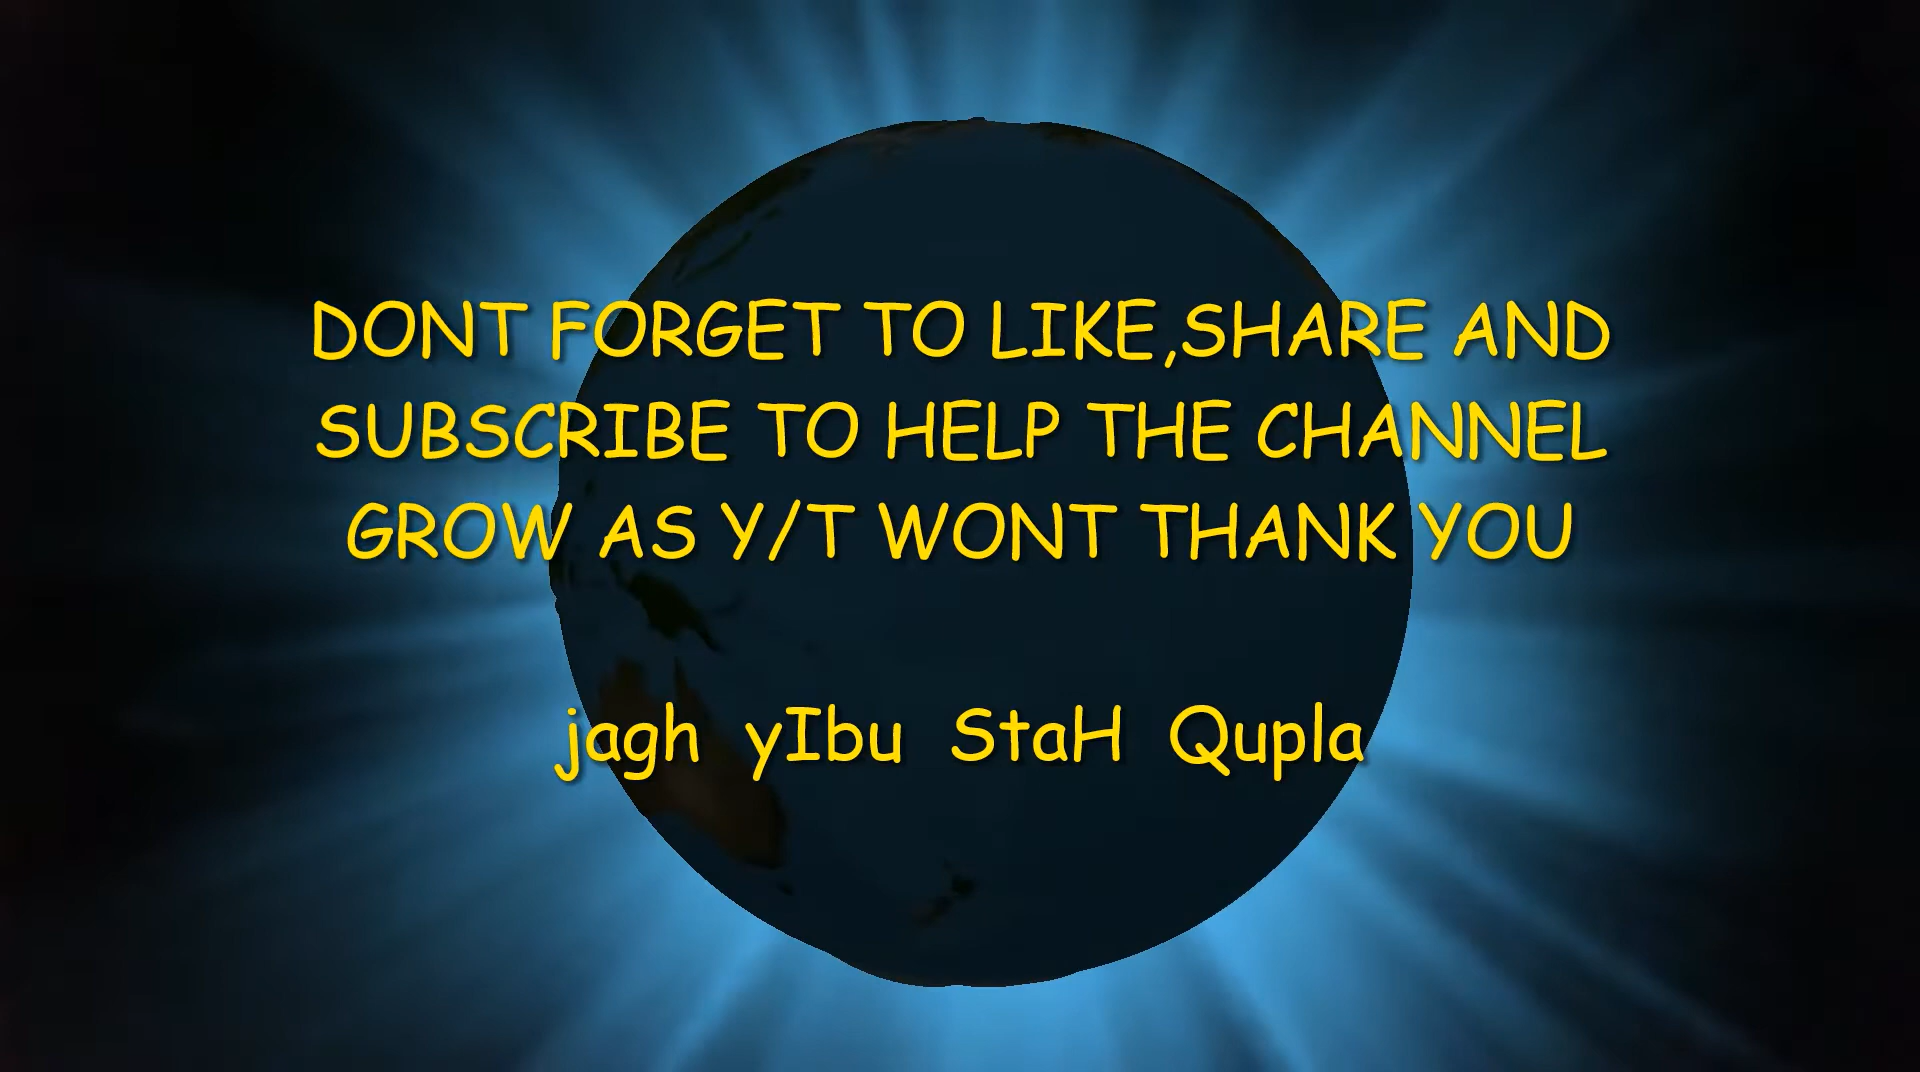 DONT FORGET TO LIKE,SHARE AND
SUBSCRIBE TO HELP THE CHANNEL
GROW AS Y/T WONT THANK YOU
jagh yIbu StaH Qupla